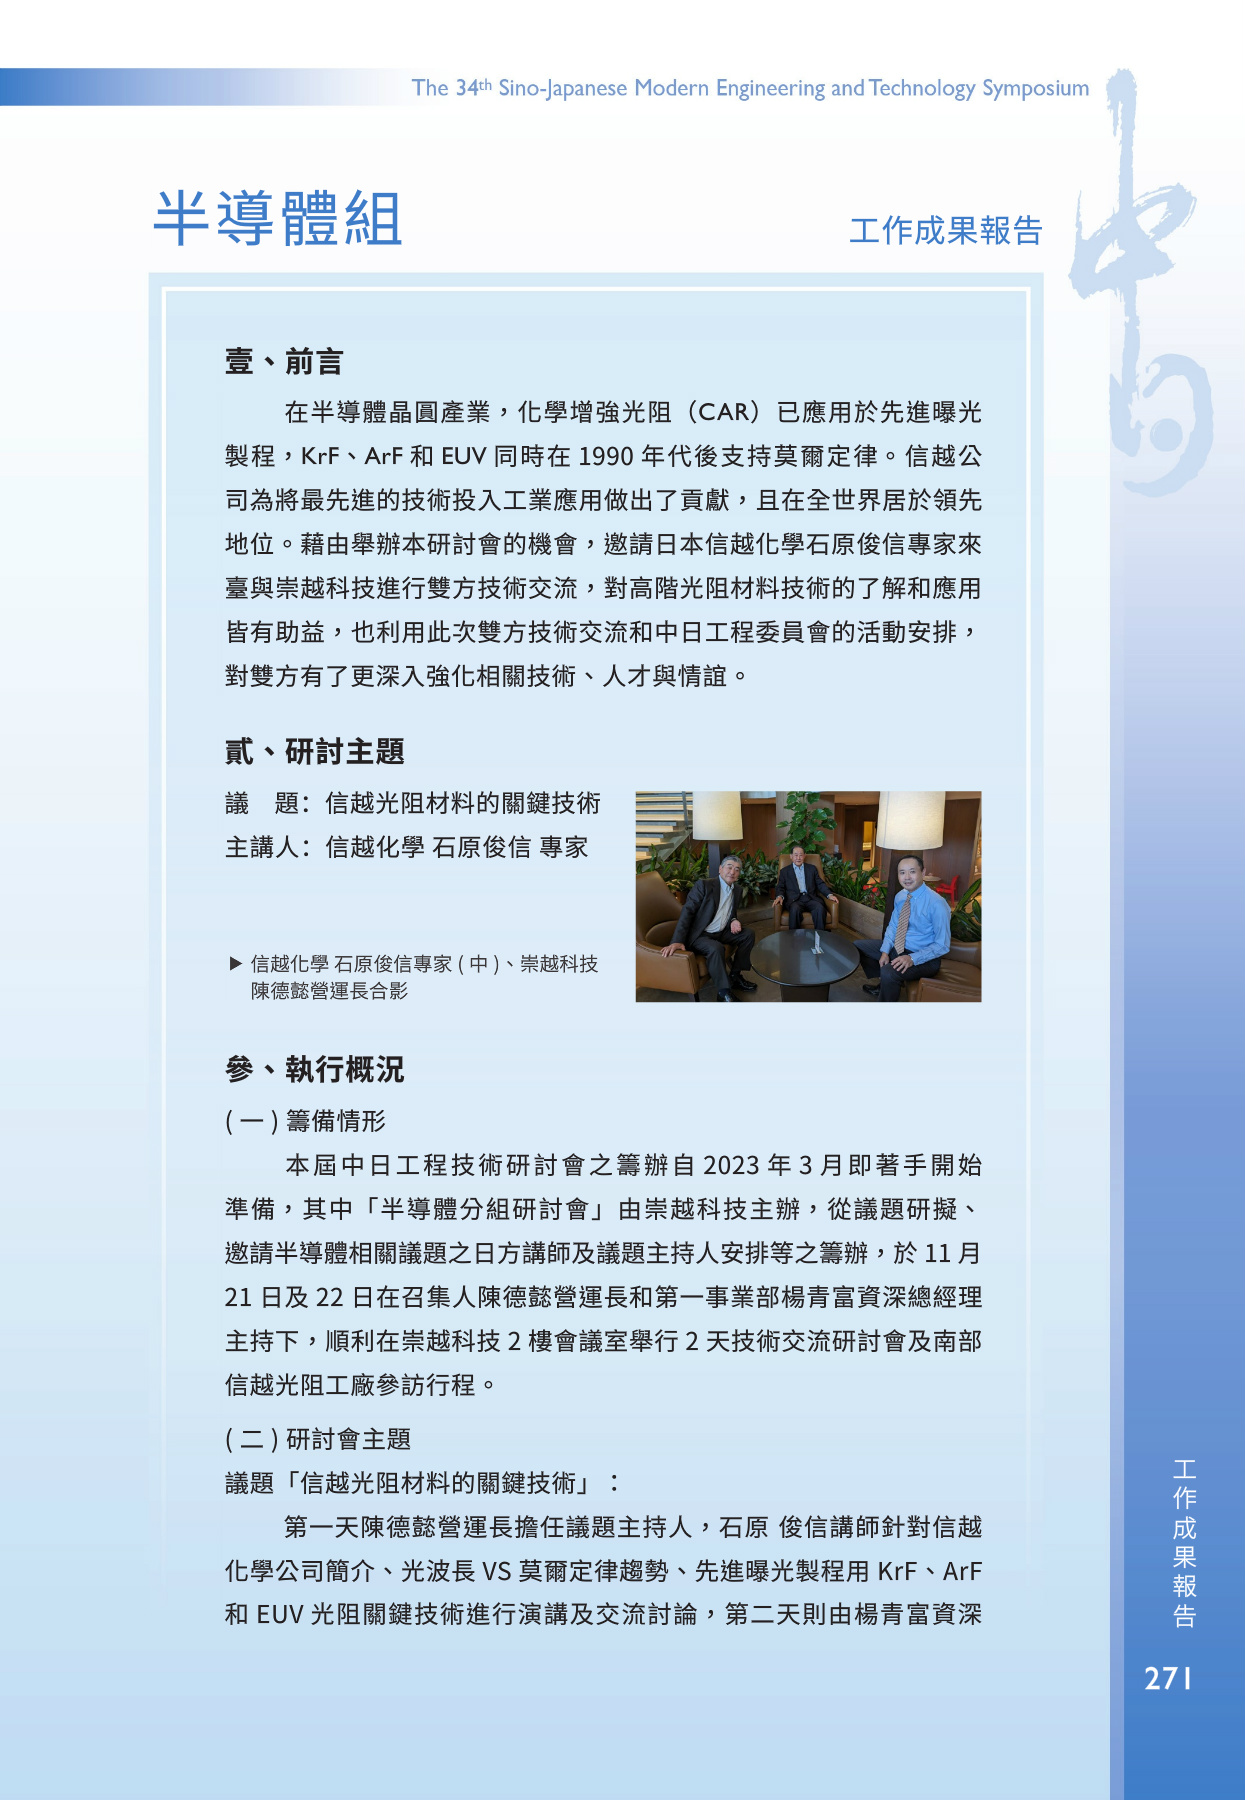 The 34th Sino-Japanese Modern Engineering and Technology Symposium
半導體組
工作成果報告
壹、前言
在半導體晶圓產業，化學增強光阻（CAR）已應用於先進曝光
製程，KrF、ArF 和 EUV 同時在 1990 年代後支持莫爾定律。信越公
司為將最先進的技術投入工業應用做出了貢獻，且在全世界居於領先
地位。藉由舉辦本研討會的機會，邀請日本信越化學石原俊信專家來
臺與崇越科技進行雙方技術交流，對高階光阻材料技術的了解和應用
皆有助益，也利用此次雙方技術交流和中日工程委員會的活動安排，
對雙方有了更深入強化相關技術、人才與情誼。
貳、研討主題
議　題：信越光阻材料的關鍵技術
主講人：信越化學 石原俊信 專家
▶ 信越化學 石原俊信專家 ( 中 )、崇越科技
陳德懿營運長合影
參、執行概況
( 一 ) 籌備情形
本屆中日工程技術研討會之籌辦自 2023 年 3 月即著手開始
準備，其中「半導體分組研討會」由崇越科技主辦，從議題研擬、
邀請半導體相關議題之日方講師及議題主持人安排等之籌辦，於 11 月
21 日及 22 日在召集人陳德懿營運長和第一事業部楊青富資深總經理
主持下，順利在崇越科技 2 樓會議室舉行 2 天技術交流研討會及南部
信越光阻工廠參訪行程。
( 二 ) 研討會主題
議題「信越光阻材料的關鍵技術」：
第一天陳德懿營運長擔任議題主持人，石原 俊信講師針對信越
化學公司簡介、光波長 VS 莫爾定律趨勢、先進曝光製程用 KrF、ArF
和 EUV 光阻關鍵技術進行演講及交流討論，第二天則由楊青富資深
工作成果報告
271